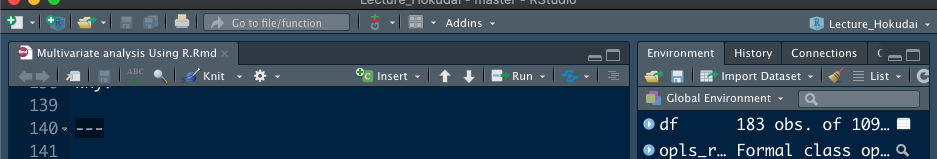 Lecture_Hokudai - master - RStudio
Go to file/function
Addins
Lecture_Hokudai
Multivariate analysis Using R.Rmd
ABC
Knit
Insert
Run
Environment
History
Connections
Import Dataset
List
Global Environment
139
140 ---
141
df 183 obs. of 109…
opls_r… Formal class op…